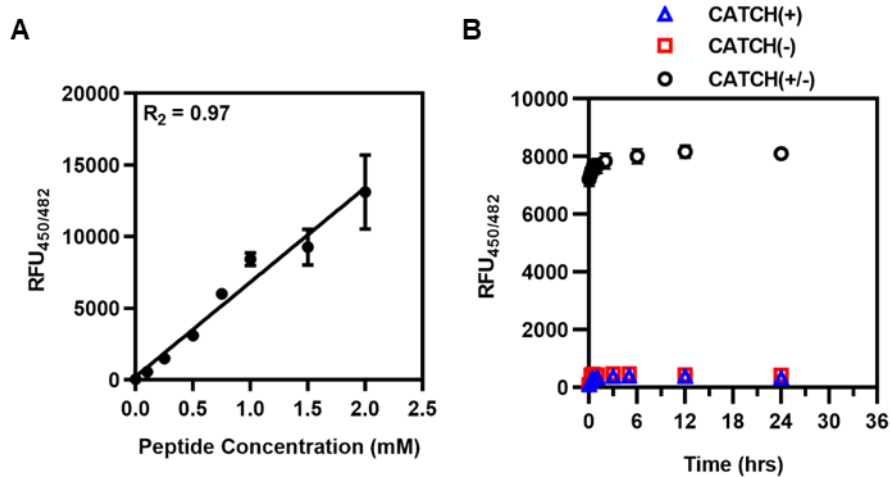 A
R2 = 0.97
RFU450/482
20000
15000
10000
5000
0
0.0 0.5 1.0 1.5 2.0 2.5
Peptide Concentration (mM)
B
CATCH(+)
CATCH(-)
CATCH(+/-)
RFU450/482
10000
8000
6000
4000
2000
0
0 6 12 18 24 30 36
Time (hrs)